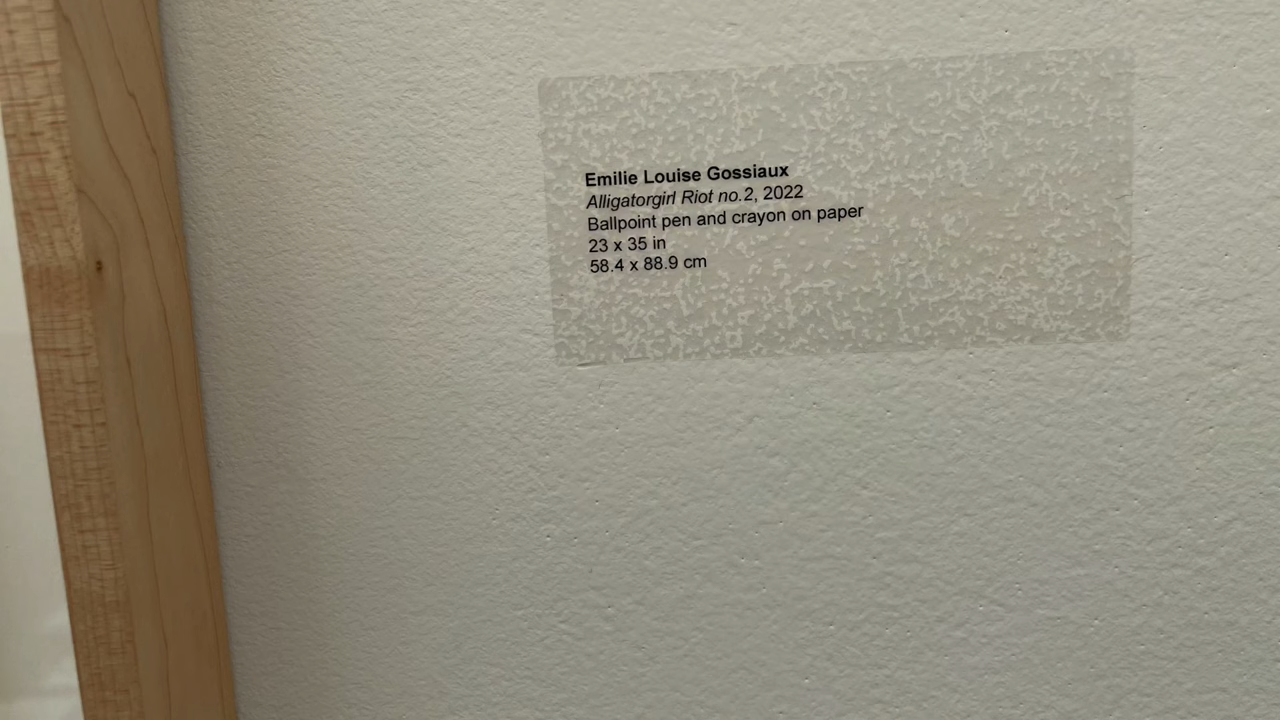 Emilie Louise Gossiaux
Alligatorgirl Riot no.2, 2022
Ballpoint pen and crayon on paper
23 x 35 in
58.4 x 88.9 cm